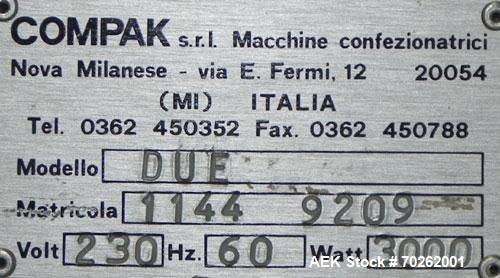 COMPAK s.r.l. Macchine confezionatrici
Nova Milanese - via E. Fermi, 12 20054
(MI) ITALIA
Tel. 0362 450352 Fax. 0362 450788
Modello DUE
Matricola 1144 9209
Volt 230 Hz. 60 Watt 3000
AEK Stock # 70262001